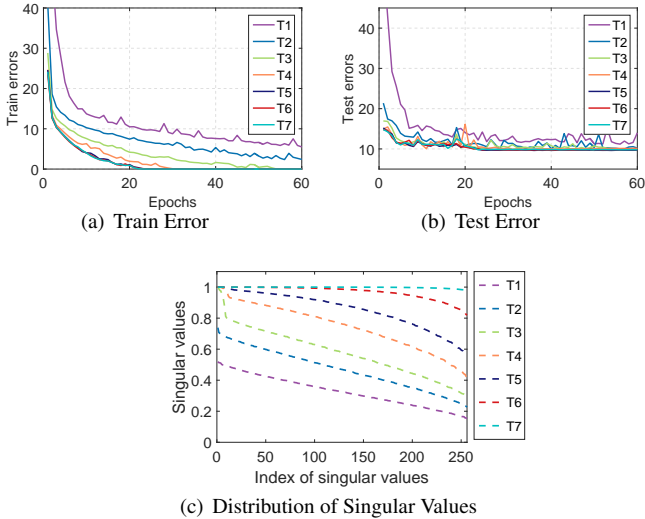 40
30
20
10
0
0
20
40
60
Train errors
Epochs
T1
T2
T3
T4
T5
T6
T7
(a) Train Error
40
30
20
10
0
20
40
60
Test errors
Epochs
T1
T2
T3
T4
T5
T6
T7
(b) Test Error
1
0.8
0.6
0.4
0.2
0
0
50
100
150
200
250
Singular values
Index of singular values
T1
T2
T3
T4
T5
T6
T7
(c) Distribution of Singular Values